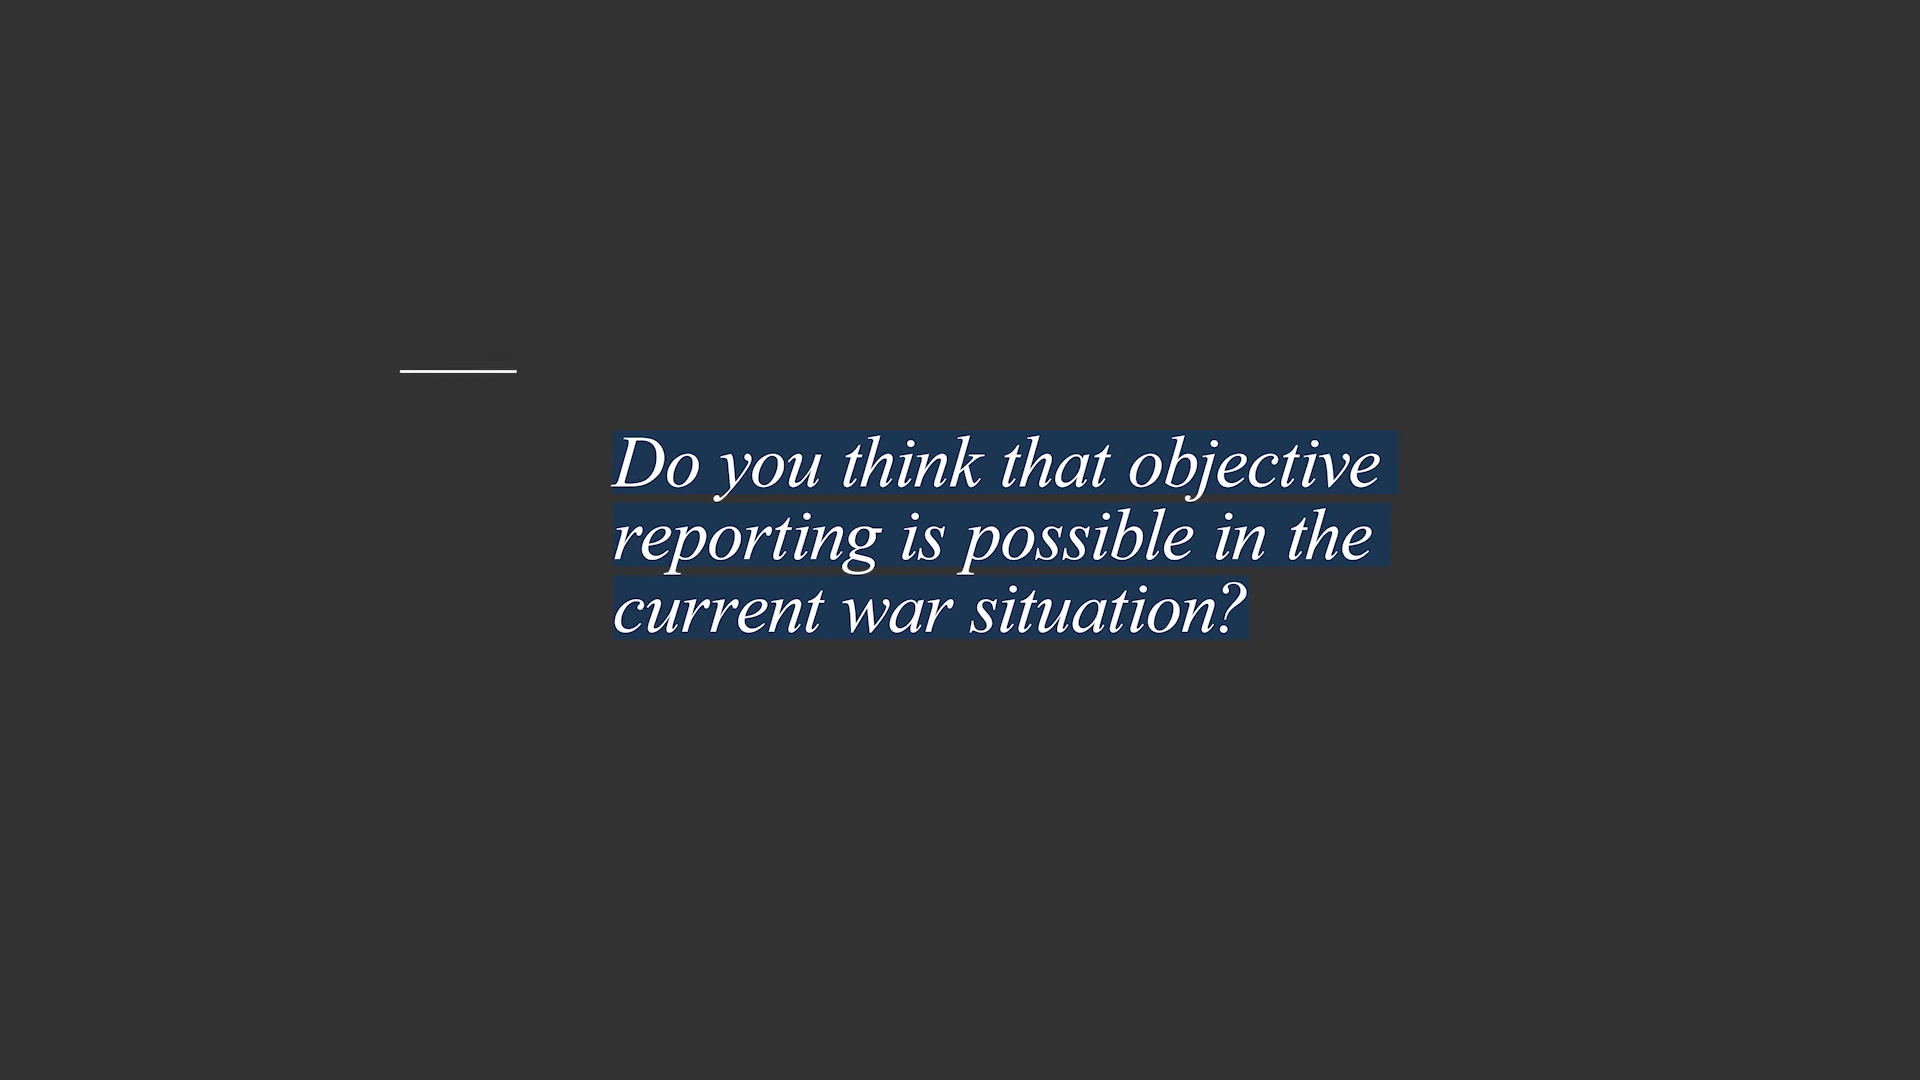 Do you think that objective
reporting is possible in the
current war situation?